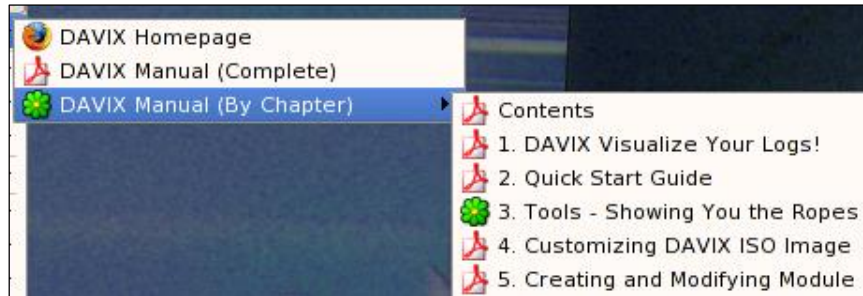 DAVIX Homepage
DAVIX Manual (Complete)
DAVIX Manual (By Chapter)
Contents
1. DAVIX Visualize Your Logs!
2. Quick Start Guide
3. Tools - Showing You the Ropes
4. Customizing DAVIX ISO Image
5. Creating and Modifying Module